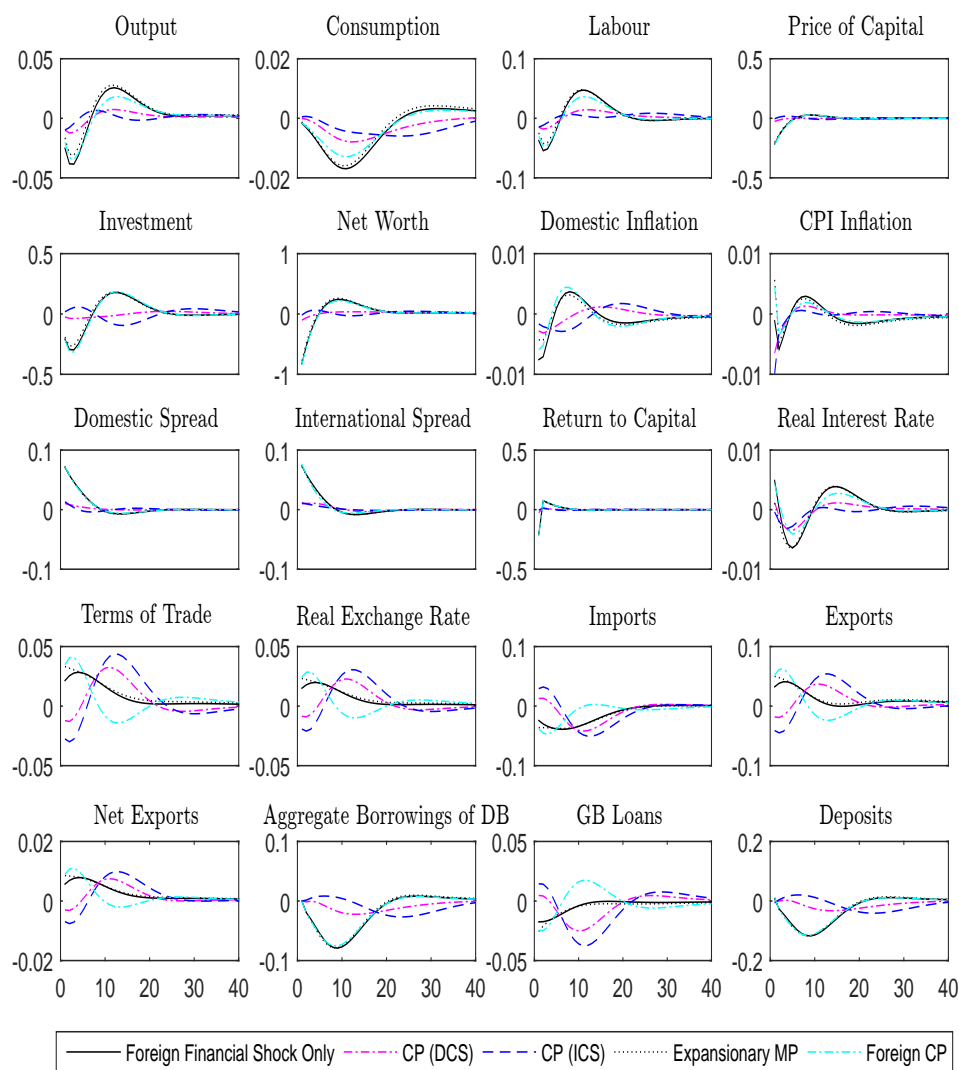 Output Consumption Labour Price of Capital
0.05 0.02 0.1 0.5
0 0 0 0
-0.05 -0.02 -0.1 -0.5
Investment Net Worth Domestic Inflation CPI Inflation
0.5 1 0.01 0.01
0 0 0 0
-0.5 -1 -0.01 -0.01
Domestic Spread International Spread Return to Capital Real Interest Rate
0.1 0.1 0.5 0.01
0 0 0 0
-0.1 -0.1 -0.5 -0.01
Terms of Trade Real Exchange Rate Imports Exports
0.05 0.05 0.1 0.1
0 0 0 0
-0.05 -0.05 -0.1 -0.1
Net Exports Aggregate Borrowings of DB GB Loans Deposits
0.02 0.1 0.05 0.2
0 0 0 0
-0.02 -0.1 -0.05 -0.2
0 10 20 30 40 0 10 20 30 40 0 10 20 30 40 0 10 20 30 40
Foreign Financial Shock Only CP (DCS) CP (ICS) Expansionary MP Foreign CP